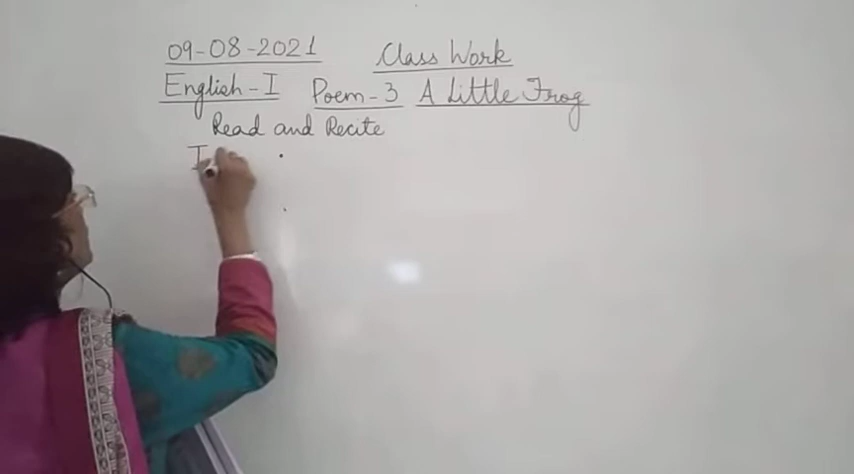 09-08-2021 Class Work
English-I Poem-3 A Little Frog
Read and Recite
I